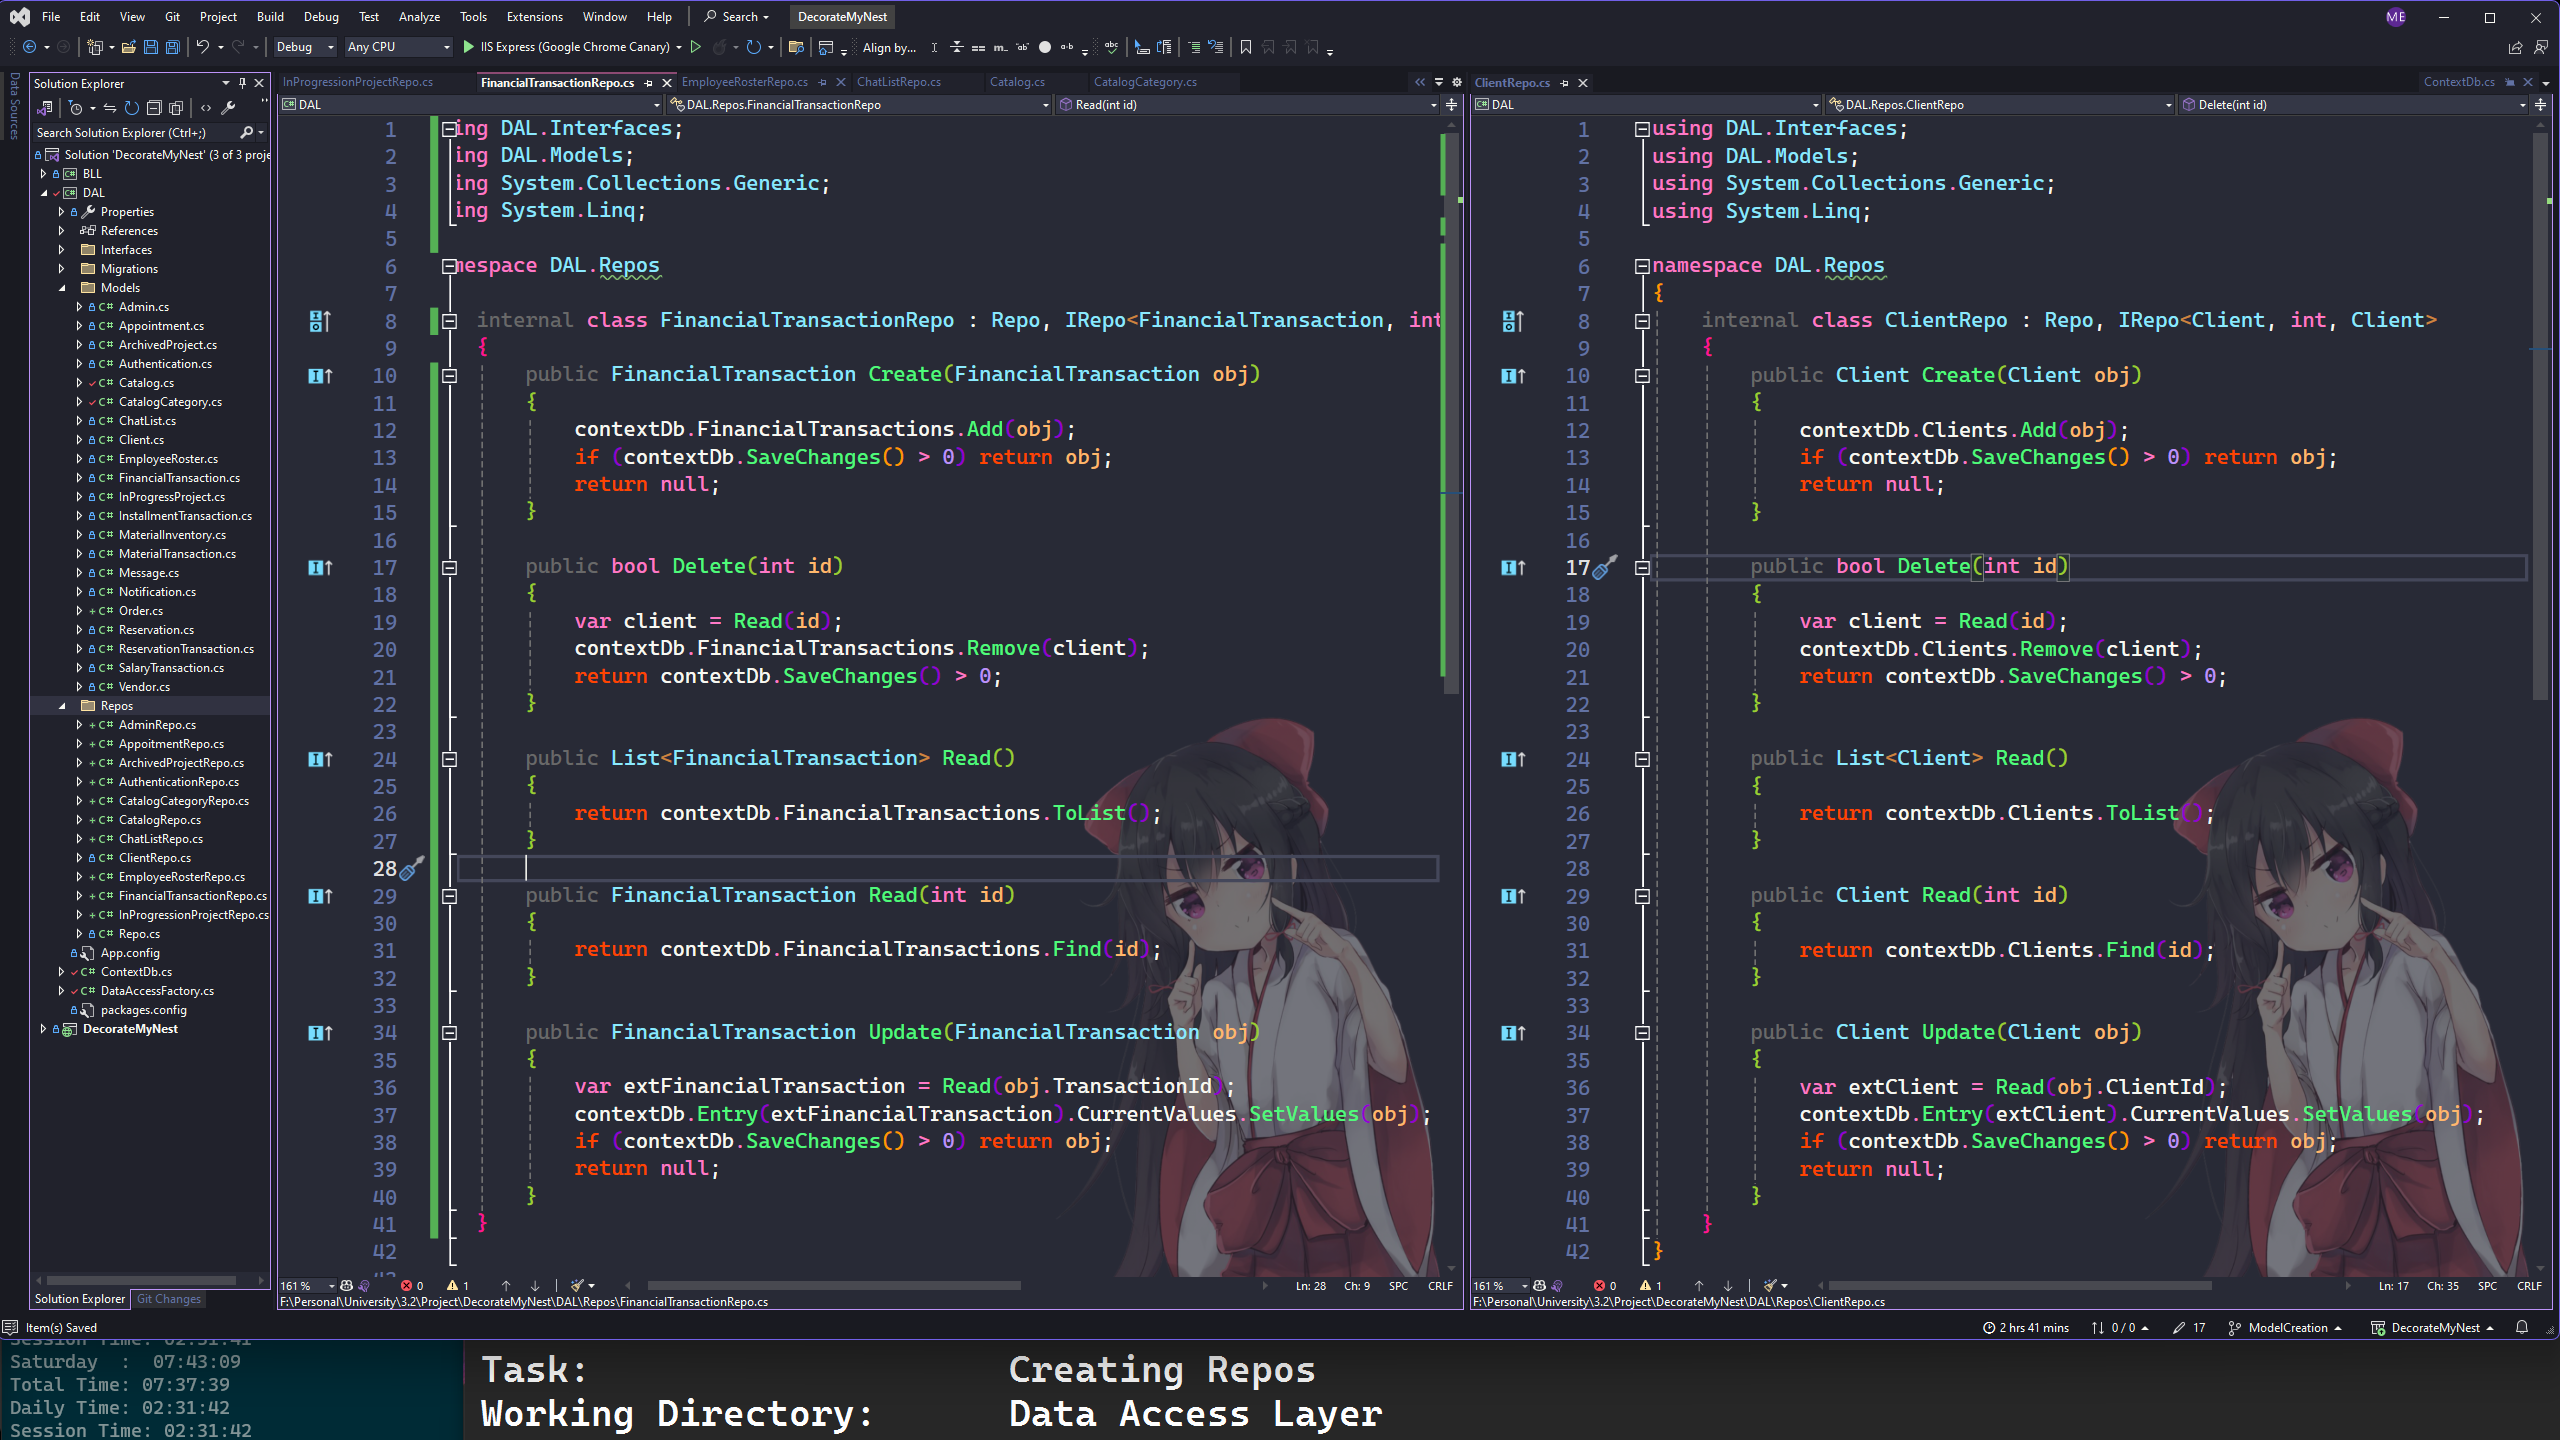 File Edit View Git Project Build Debug Test Analyze Tools Extensions Window Help Search DecorateMyNest ME
Debug Any CPU IIS Express (Google Chrome Canary) Align by...
Data Sources
Solution Explorer
Search Solution Explorer (Ctrl+;)
Solution 'DecorateMyNest' (3 of 3 proje
BLL
DAL
Properties
References
Interfaces
Migrations
Models
C# Admin.cs
C# Appointment.cs
C# ArchivedProject.cs
C# Authentication.cs
C# Catalog.cs
C# CatalogCategory.cs
C# ChatList.cs
C# Client.cs
C# EmployeeRoster.cs
C# FinancialTransaction.cs
C# InProgressProject.cs
C# InstallmentTransaction.cs
C# MaterialInventory.cs
C# MaterialTransaction.cs
C# Message.cs
C# Notification.cs
C# Order.cs
C# Reservation.cs
C# ReservationTransaction.cs
C# SalaryTransaction.cs
C# Vendor.cs
Repos
C# AdminRepo.cs
C# AppoitmentRepo.cs
C# ArchivedProjectRepo.cs
C# AuthenticationRepo.cs
C# CatalogCategoryRepo.cs
C# CatalogRepo.cs
C# ChatListRepo.cs
C# ClientRepo.cs
C# EmployeeRosterRepo.cs
C# FinancialTransactionRepo.cs
C# InProgressionProjectRepo.cs
C# Repo.cs
App.config
C# ContextDb.cs
C# DataAccessFactory.cs
packages.config
DecorateMyNest
Solution Explorer Git Changes
InProgressionProjectRepo.cs FinancialTransactionRepo.cs EmployeeRosterRepo.cs ChatListRepo.cs Catalog.cs CatalogCategory.cs
DAL DAL.Repos.FinancialTransactionRepo Read(int id)
1 ing DAL.Interfaces;
2 ing DAL.Models;
3 ing System.Collections.Generic;
4 ing System.Linq;
5
6 mespace DAL.Repos
7
8 internal class FinancialTransactionRepo : Repo, IRepo<FinancialTransaction, int
9 {
10 public FinancialTransaction Create(FinancialTransaction obj)
11 {
12 contextDb.FinancialTransactions.Add(obj);
13 if (contextDb.SaveChanges() > 0) return obj;
14 return null;
15 }
16
17 public bool Delete(int id)
18 {
19 var client = Read(id);
20 contextDb.FinancialTransactions.Remove(client);
21 return contextDb.SaveChanges() > 0;
22 }
23
24 public List<FinancialTransaction> Read()
25 {
26 return contextDb.FinancialTransactions.ToList();
27 }
28
29 public FinancialTransaction Read(int id)
30 {
31 return contextDb.FinancialTransactions.Find(id);
32 }
33
34 public FinancialTransaction Update(FinancialTransaction obj)
35 {
36 var extFinancialTransaction = Read(obj.TransactionId);
37 contextDb.Entry(extFinancialTransaction).CurrentValues.SetValues(obj);
38 if (contextDb.SaveChanges() > 0) return obj;
39 return null;
40 }
41 }
42
161 % 0 1 Ln: 28 Ch: 9 SPC CRLF
F:\Personal\University\3.2\Project\DecorateMyNest\DAL\Repos\FinancialTransactionRepo.cs
ClientRepo.cs ContextDb.cs
DAL DAL.Repos.ClientRepo Delete(int id)
1 using DAL.Interfaces;
2 using DAL.Models;
3 using System.Collections.Generic;
4 using System.Linq;
5
6 namespace DAL.Repos
7 {
8 internal class ClientRepo : Repo, IRepo<Client, int, Client>
9 {
10 public Client Create(Client obj)
11 {
12 contextDb.Clients.Add(obj);
13 if (contextDb.SaveChanges() > 0) return obj;
14 return null;
15 }
16
17 public bool Delete(int id)
18 {
19 var client = Read(id);
20 contextDb.Clients.Remove(client);
21 return contextDb.SaveChanges() > 0;
22 }
23
24 public List<Client> Read()
25 {
26 return contextDb.Clients.ToList();
27 }
28
29 public Client Read(int id)
30 {
31 return contextDb.Clients.Find(id);
32 }
33
34 public Client Update(Client obj)
35 {
36 var extClient = Read(obj.ClientId);
37 contextDb.Entry(extClient).CurrentValues.SetValues(obj);
38 if (contextDb.SaveChanges() > 0) return obj;
39 return null;
40 }
41 }
42 }
161 % 0 1 Ln: 17 Ch: 35 SPC CRLF
F:\Personal\University\3.2\Project\DecorateMyNest\DAL\Repos\ClientRepo.cs
Item(s) Saved 2 hrs 41 mins 0 / 0 17 ModelCreation DecorateMyNest
Session Time: 02:31:41
Saturday : 07:43:09
Total Time: 07:37:39
Daily Time: 02:31:42
Session Time: 02:31:42
Task: Creating Repos
Working Directory: Data Access Layer